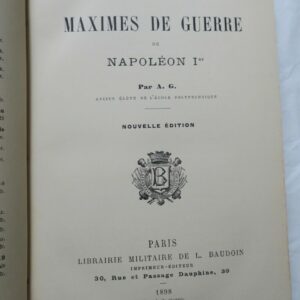 MAXIMES DE GUERRE
DE
NAPOLÉON Iᵉʳ
Par A. G.
ANCIEN ÉLÈVE DE L'ÉCOLE POLYTECHNIQUE
NOUVELLE ÉDITION
PARIS
LIBRAIRIE MILITAIRE DE L. BAUDOIN
IMPRIMEUR-ÉDITEUR
30, Rue et Passage Dauphine, 30
1898